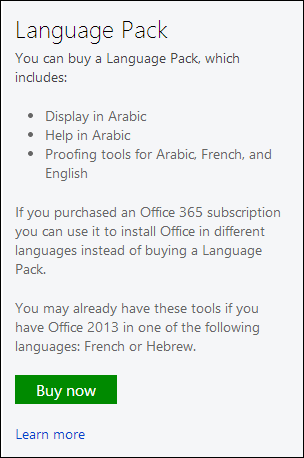 Language Pack
You can buy a Language Pack, which
includes:
• Display in Arabic
• Help in Arabic
• Proofing tools for Arabic, French, and
English
If you purchased an Office 365 subscription
you can use it to install Office in different
languages instead of buying a Language
Pack.
You may already have these tools if you
have Office 2013 in one of the following
languages: French or Hebrew.
Buy now
Learn more